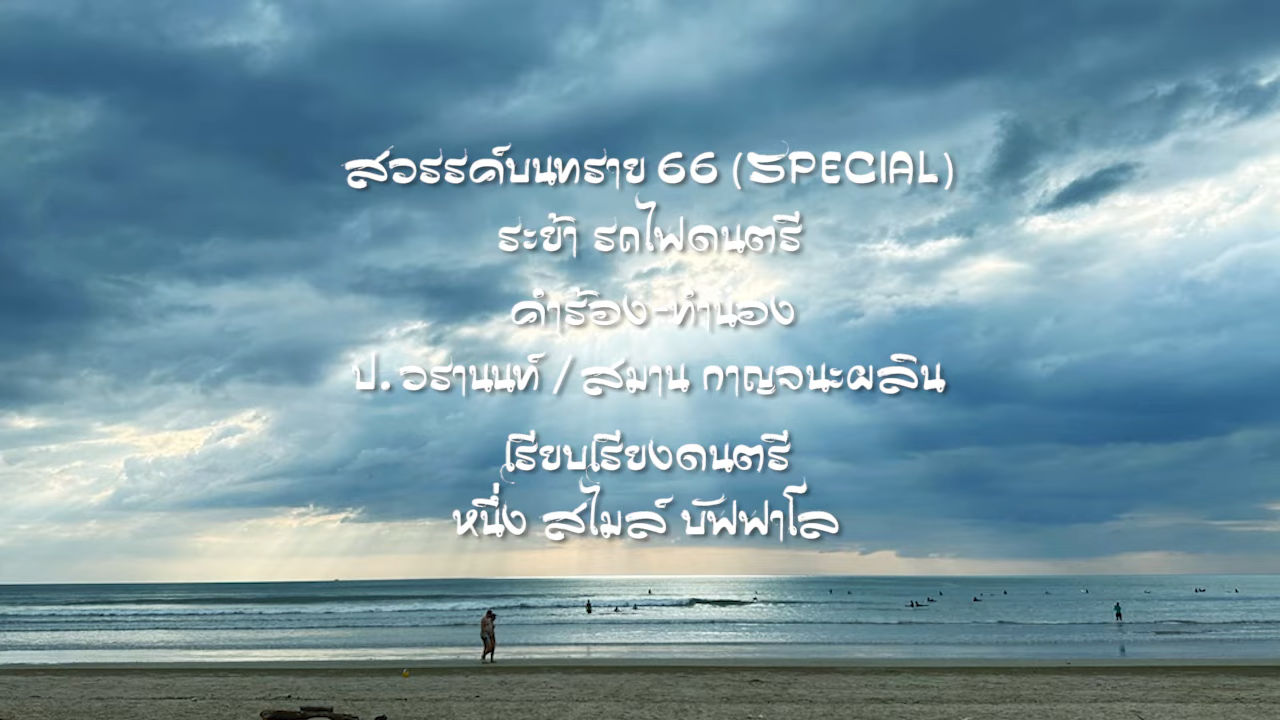 สวรรค์บนทราย 66 (SPECIAL)
ระย้า รถไฟดนตรี
คำร้อง-ทำนอง
ป. วรานนท์ / สมาน กาญจนะผลิน
เรียบเรียงดนตรี
หนึ่ง สไมล์ บัฟฟาโล